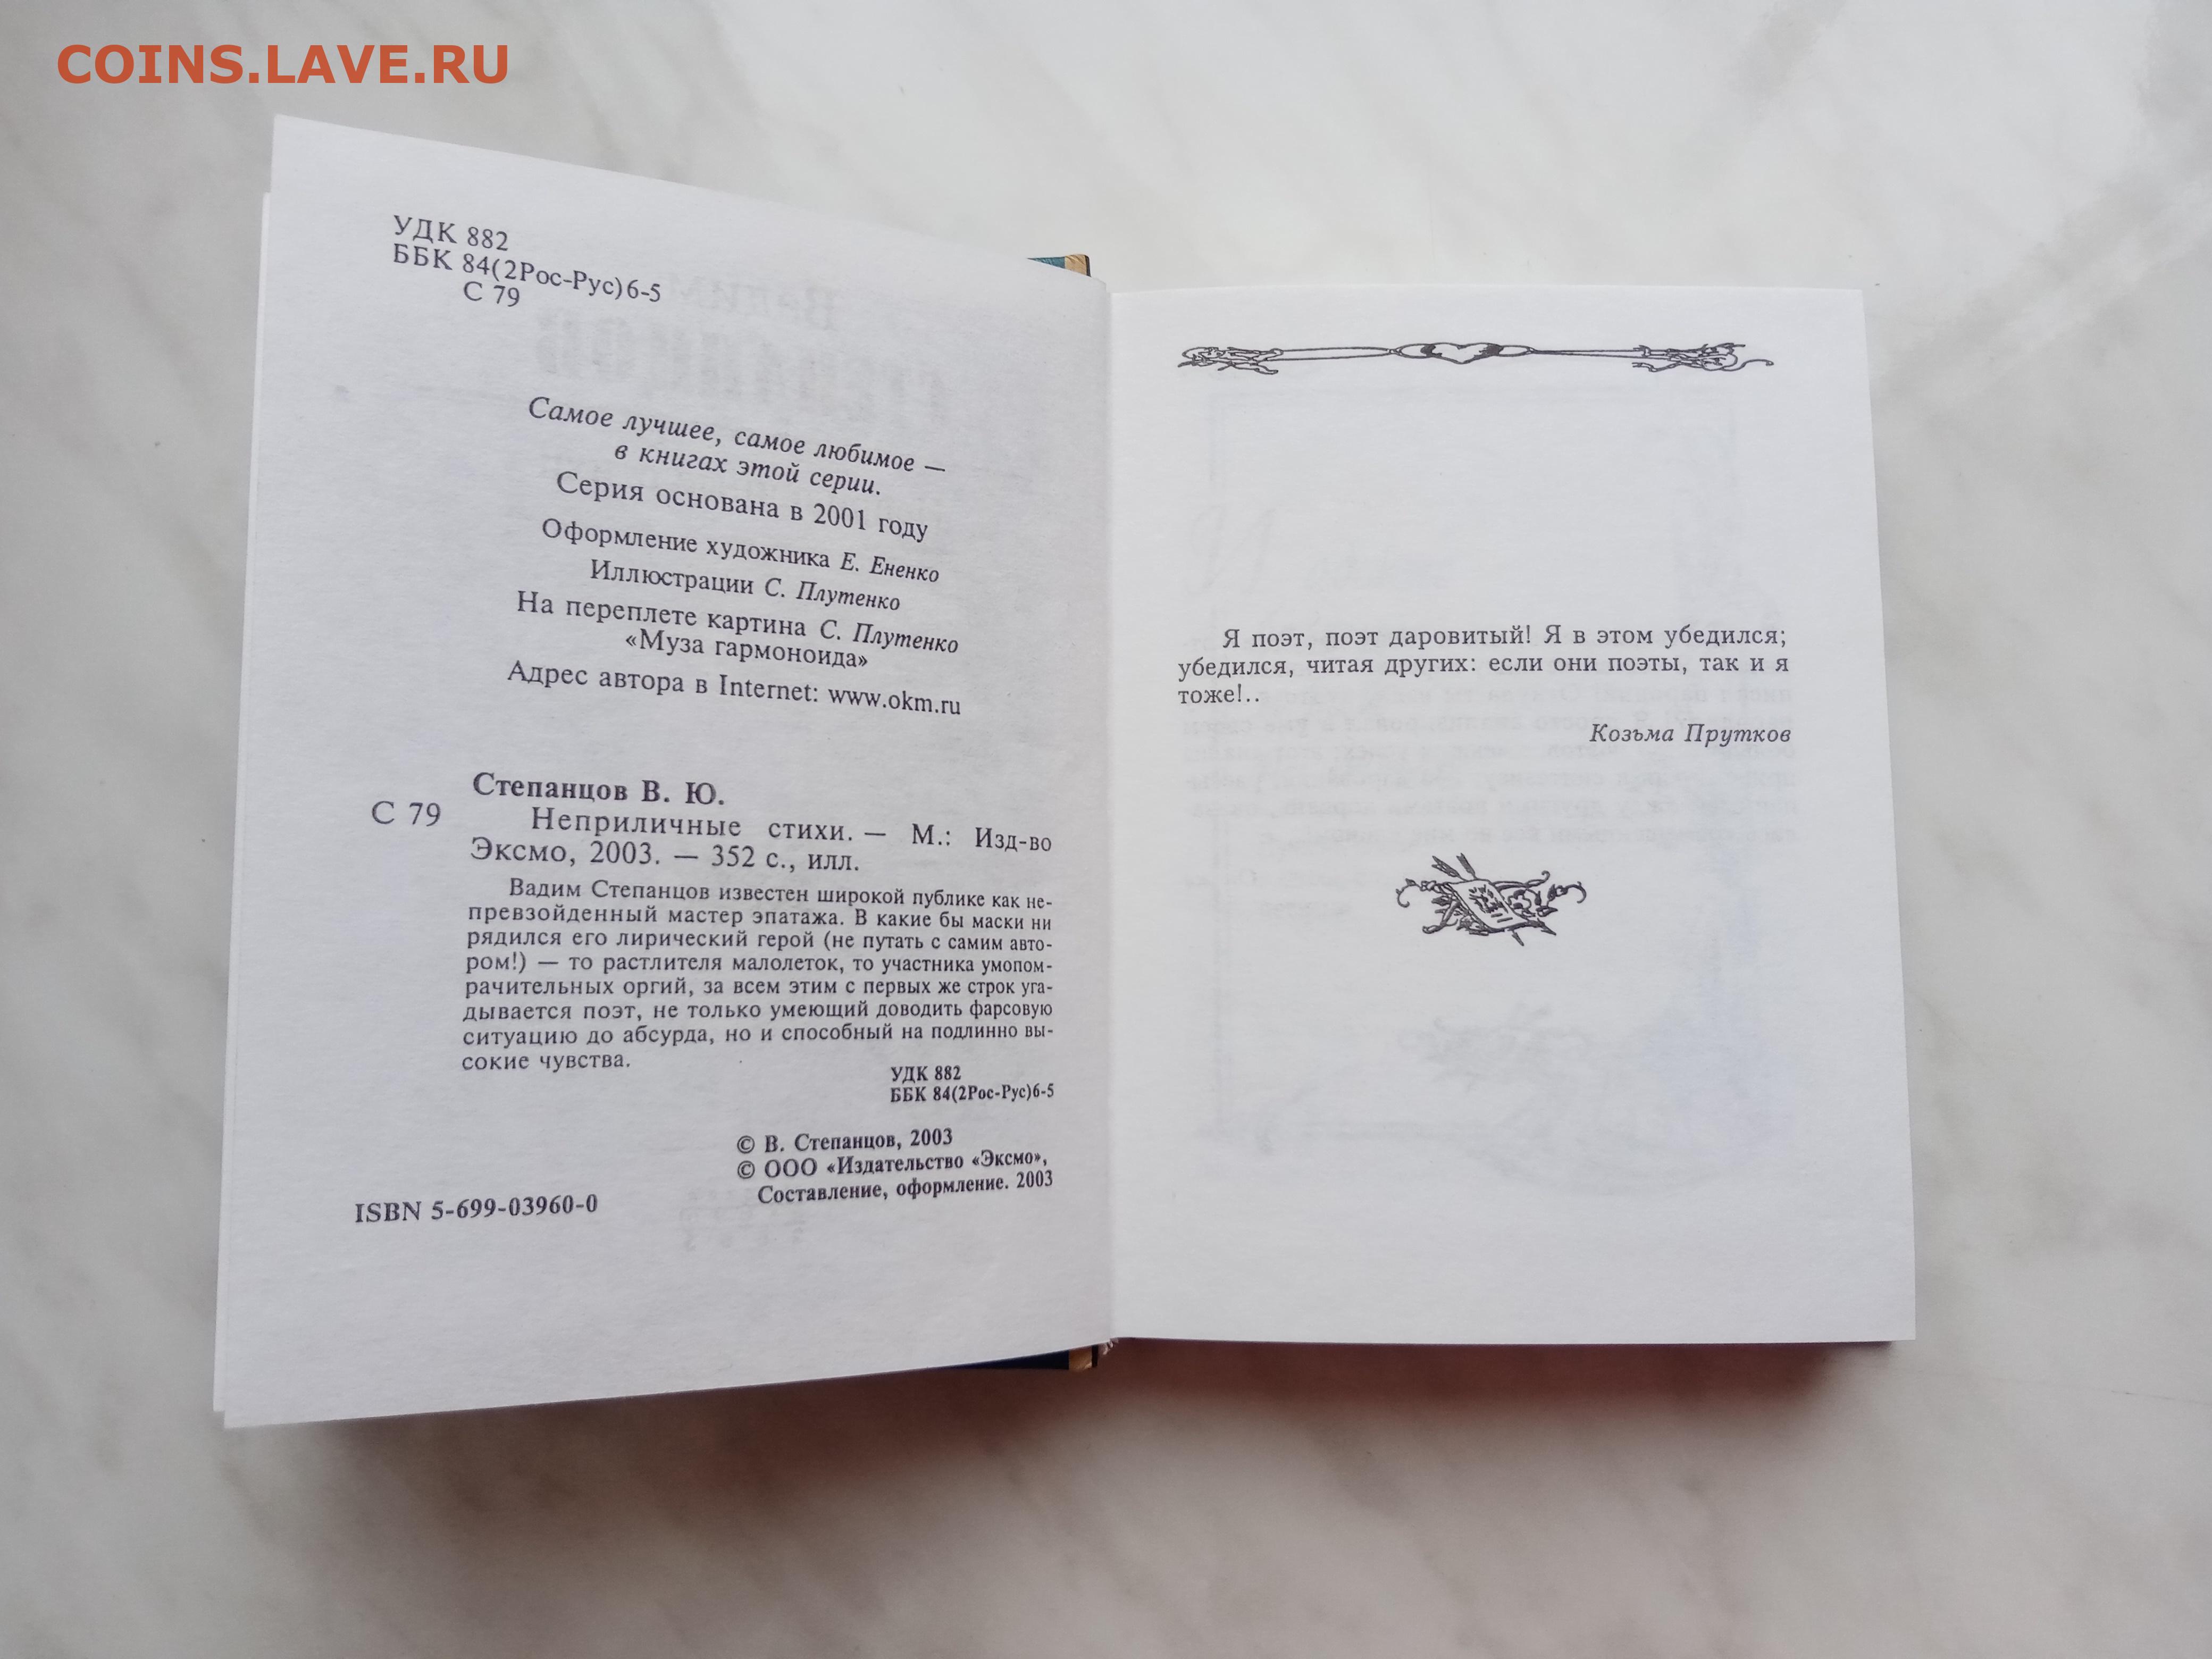 COINS.LAVE.RU
УДК 882
ББК 84(2Рос-Рус)6-5
С 79
Самое лучшее, самое любимое —
в книгах этой серии.
Серия основана в 2001 году
Оформление художника Е. Ененко
Иллюстрации С. Плутенко
На переплете картина С. Плутенко
«Муза гармоноида»
Адрес автора в Internet: www.okm.ru
Степанцов В. Ю.
С 79 Неприличные стихи. — М.: Изд-во
Эксмо, 2003. — 352 с., илл.
Вадим Степанцов известен широкой публике как не-
превзойденный мастер эпатажа. В какие бы маски ни
рядился его лирический герой (не путать с самим авто-
ром!) — то растлителя малолеток, то участника умопом-
рачительных оргий, за всем этим с первых же строк уга-
дывается поэт, не только умеющий доводить фарсовую
ситуацию до абсурда, но и способный на подлинно вы-
сокие чувства.
УДК 882
ББК 84(2Рос-Рус)6-5
© В. Степанцов, 2003
© ООО «Издательство «Эксмо»,
Составление, оформление. 2003
ISBN 5-699-03960-0
Я поэт, поэт даровитый! Я в этом убедился;
убедился, читая других: если они поэты, так и я
тоже!..
Козьма Прутков